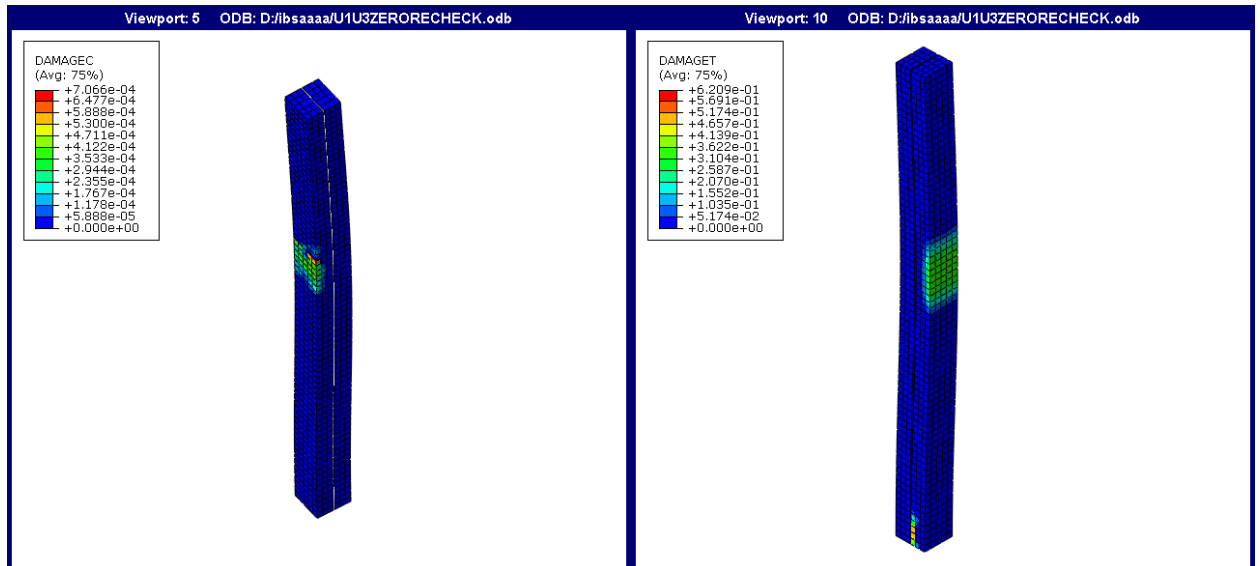 Viewport: 5 ODB: D:/ibsaaaa/U1U3ZERORECHECK.odb
DAMAGEC
(Avg: 75%)
+7.066e-04
+6.477e-04
+5.888e-04
+5.300e-04
+4.711e-04
+4.122e-04
+3.533e-04
+2.944e-04
+2.355e-04
+1.767e-04
+1.178e-04
+5.888e-05
+0.000e+00
Viewport: 10 ODB: D:/ibsaaaa/U1U3ZERORECHECK.odb
DAMAGET
(Avg: 75%)
+6.209e-01
+5.691e-01
+5.174e-01
+4.657e-01
+4.139e-01
+3.622e-01
+3.104e-01
+2.587e-01
+2.070e-01
+1.552e-01
+1.035e-01
+5.174e-02
+0.000e+00